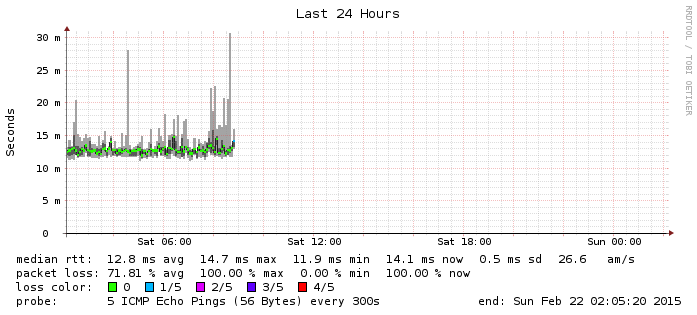 Last 24 Hours
RRDTOOL / TOBI OETIKER
Seconds
30 m
25 m
20 m
15 m
10 m
5 m
0
Sat 06:00 Sat 12:00 Sat 18:00 Sun 00:00
median rtt: 12.8 ms avg 14.7 ms max 11.9 ms min 14.1 ms now 0.5 ms sd 26.6 am/s
packet loss: 71.81 % avg 100.00 % max 0.00 % min 100.00 % now
loss color: 0 1/5 2/5 3/5 4/5
probe: 5 ICMP Echo Pings (56 Bytes) every 300s end: Sun Feb 22 02:05:20 2015